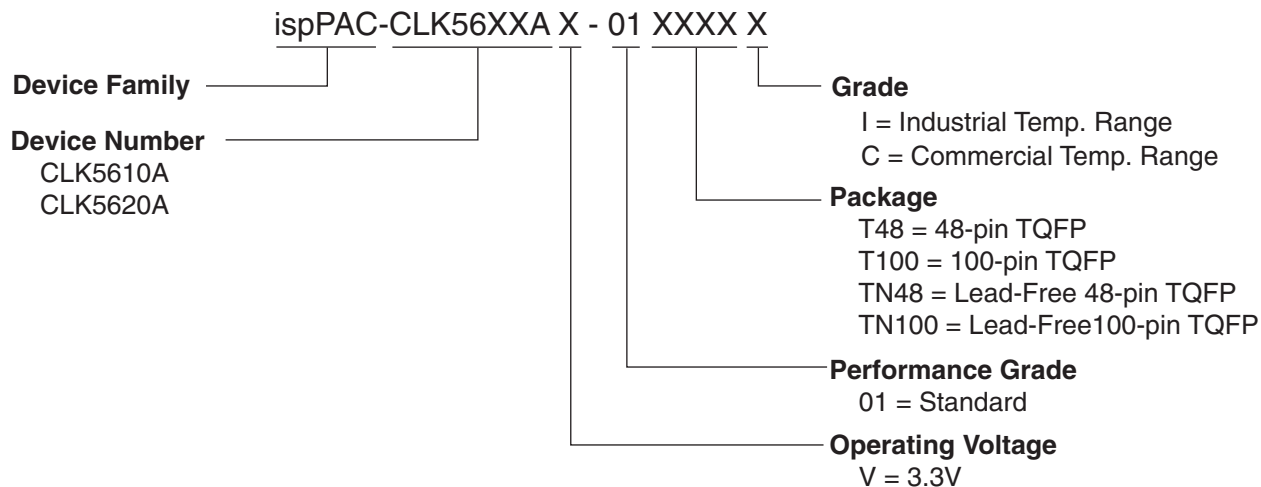 ispPAC-CLK56XXA X - 01 XXXX X
Device Family
Device Number
CLK5610A
CLK5620A
Grade
I = Industrial Temp. Range
C = Commercial Temp. Range
Package
T48 = 48-pin TQFP
T100 = 100-pin TQFP
TN48 = Lead-Free 48-pin TQFP
TN100 = Lead-Free100-pin TQFP
Performance Grade
01 = Standard
Operating Voltage
V = 3.3V